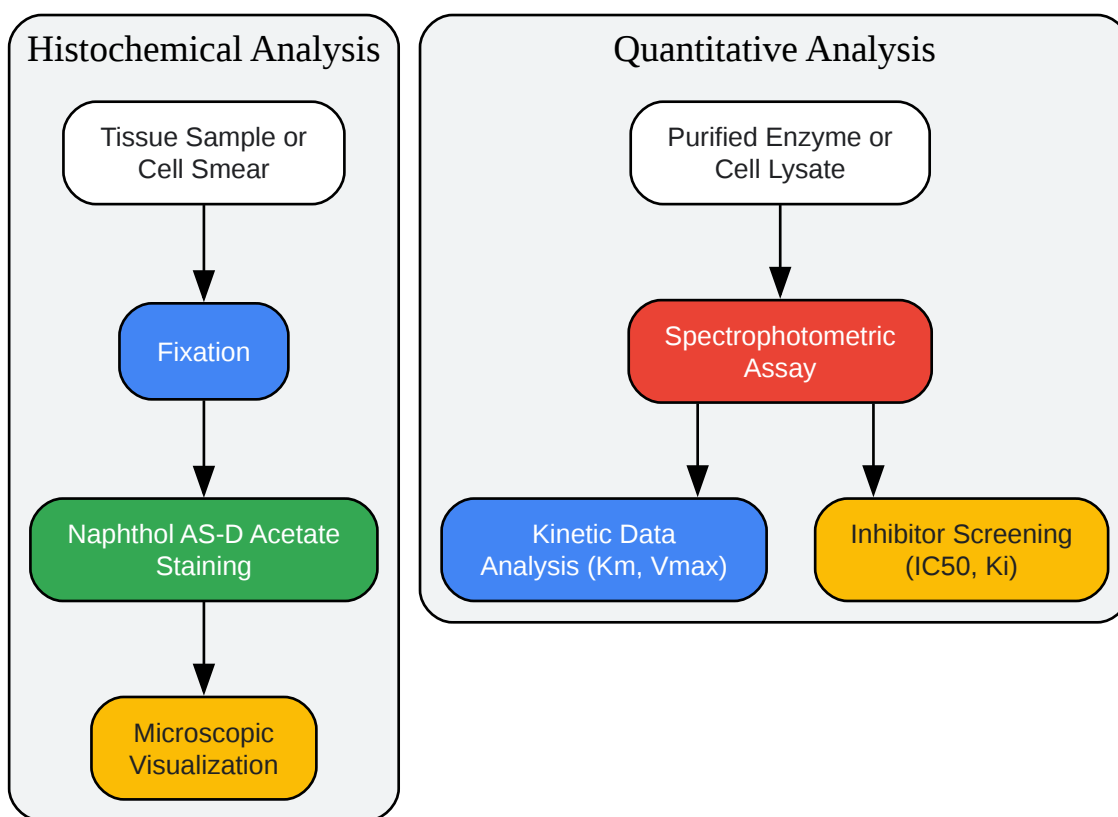 Histochemical Analysis
Tissue Sample or
Cell Smear
Fixation
Naphthol AS-D Acetate
Staining
Microscopic
Visualization
Quantitative Analysis
Purified Enzyme or
Cell Lysate
Spectrophotometric
Assay
Kinetic Data
Analysis (Km, Vmax)
Inhibitor Screening
(IC50, Ki)